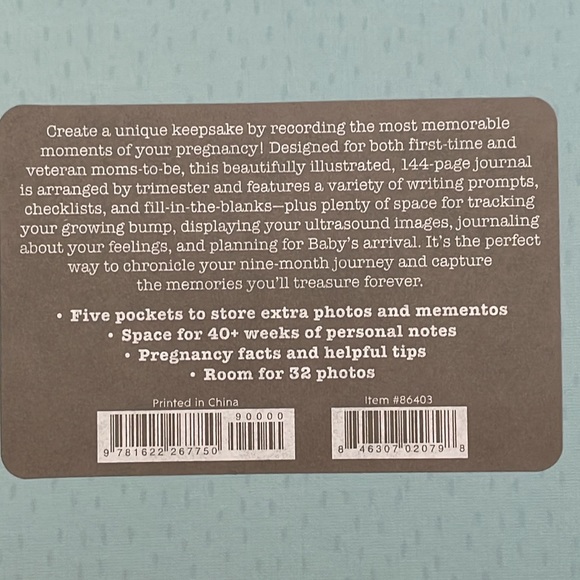 Create a unique keepsake by recording the most memorable
moments of your pregnancy! Designed for both first-time and
veteran moms-to-be, this beautifully illustrated, 144-page journal
is arranged by trimester and features a variety of writing prompts,
checklists, and fill-in-the-blanks—plus plenty of space for tracking
your growing bump, displaying your ultrasound images, journaling
about your feelings, and planning for Baby's arrival. It's the perfect
way to chronicle your nine-month journey and capture
the memories you'll treasure forever.
• Five pockets to store extra photos and mementos
• Space for 40+ weeks of personal notes
• Pregnancy facts and helpful tips
• Room for 32 photos
Printed in China
90000
9 781622 267750
Item #86403
8 46307 02079 8